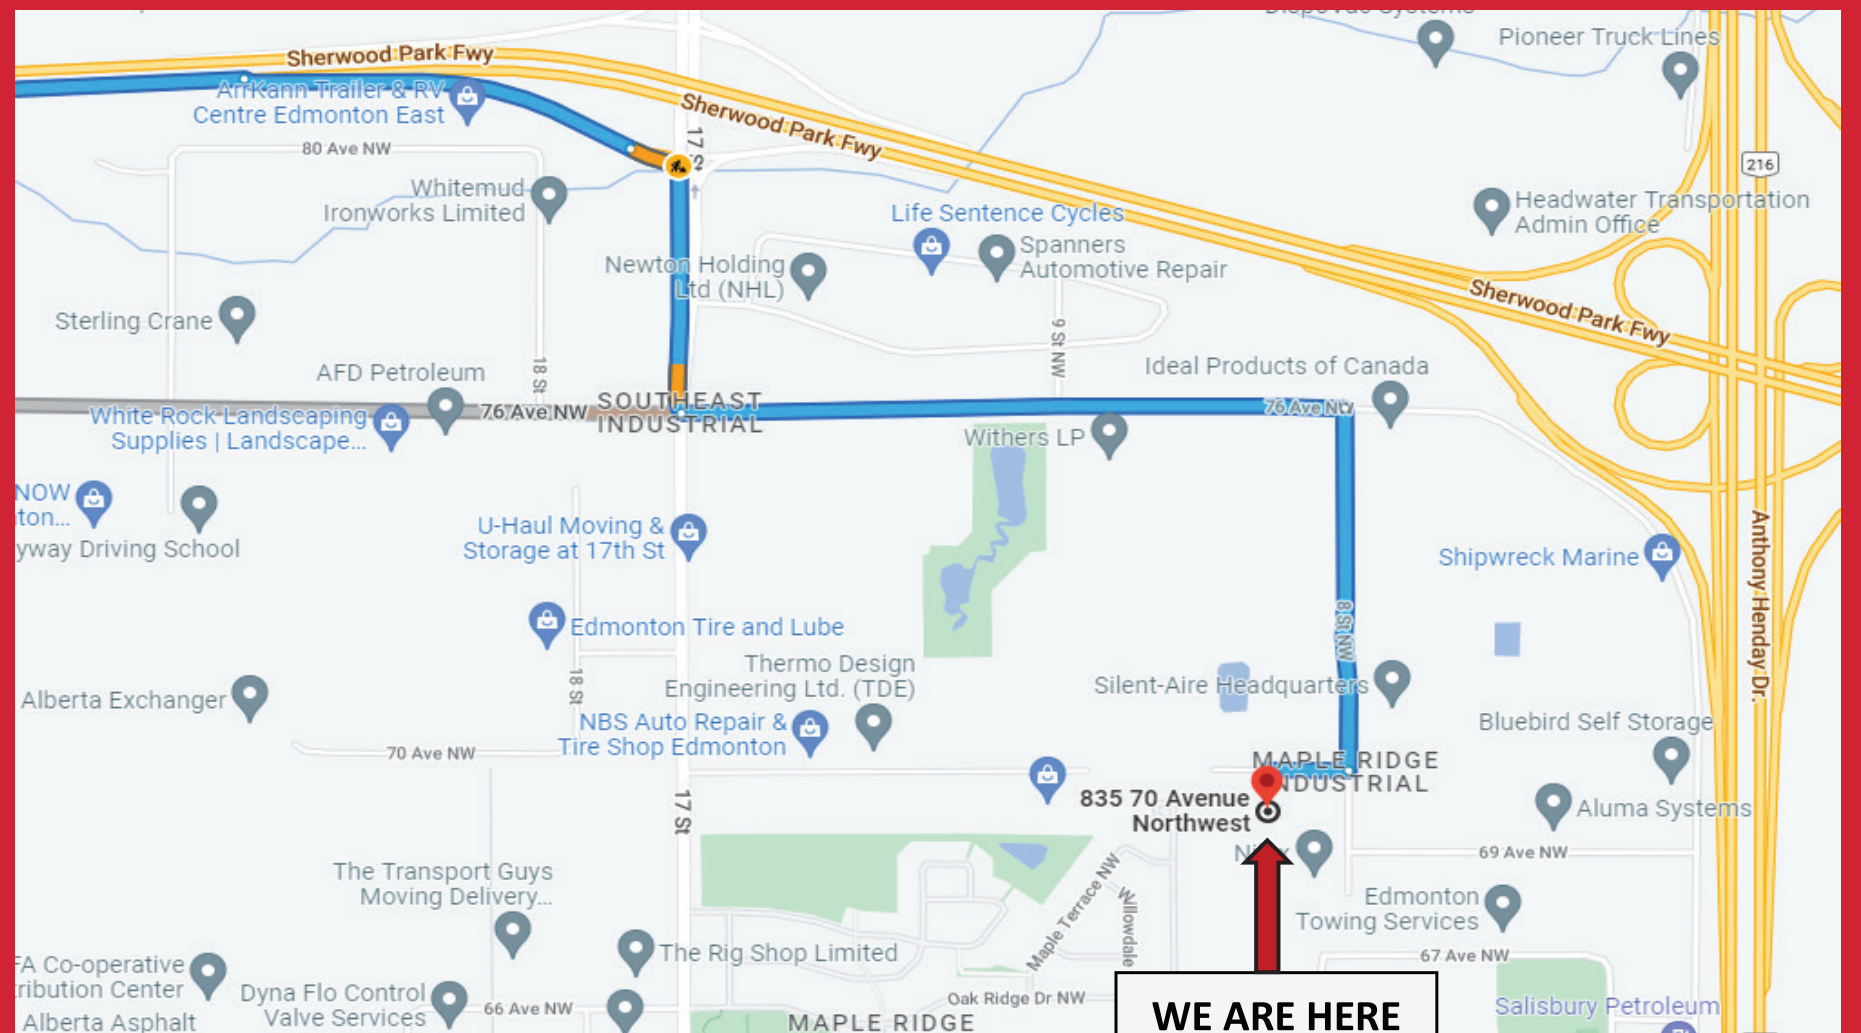 Pioneer Truck Lines
Sherwood Park Fwy
ArrKann Trailer & RV
Centre Edmonton East
Sherwood Park Fwy
80 Ave NW
216
Whitemud
Ironworks Limited
Life Sentence Cycles
Headwater Transportation
Admin Office
Spanners
Automotive Repair
Newton Holding
Ltd (NHL)
Sherwood Park Fwy
Sterling Crane
9 St NW
18 St
AFD Petroleum
Ideal Products of Canada
SOUTHEAST
INDUSTRIAL
76 Ave NW
76 Ave NW
White Rock Landscaping
Supplies | Landscape...
Withers LP
NOW
ton...
yway Driving School
U-Haul Moving &
Storage at 17th St
Shipwreck Marine
Anthony Henday Dr.
8 St NW
Edmonton Tire and Lube
Thermo Design
Engineering Ltd. (TDE)
18 St
Silent-Aire Headquarters
Alberta Exchanger
NBS Auto Repair &
Tire Shop Edmonton
Bluebird Self Storage
70 Ave NW
MAPLE RIDGE
INDUSTRIAL
835 70 Avenue
Northwest
17 St
Aluma Systems
69 Ave NW
The Transport Guys
Moving Delivery...
Maple Terrace NW
Willowdale
Edmonton
Towing Services
The Rig Shop Limited
67 Ave NW
FA Co-operative
tribution Center
Dyna Flo Control
Valve Services
66 Ave NW
Oak Ridge Dr NW
Salisbury Petroleum
Alberta Asphalt
MAPLE RIDGE
WE ARE HERE